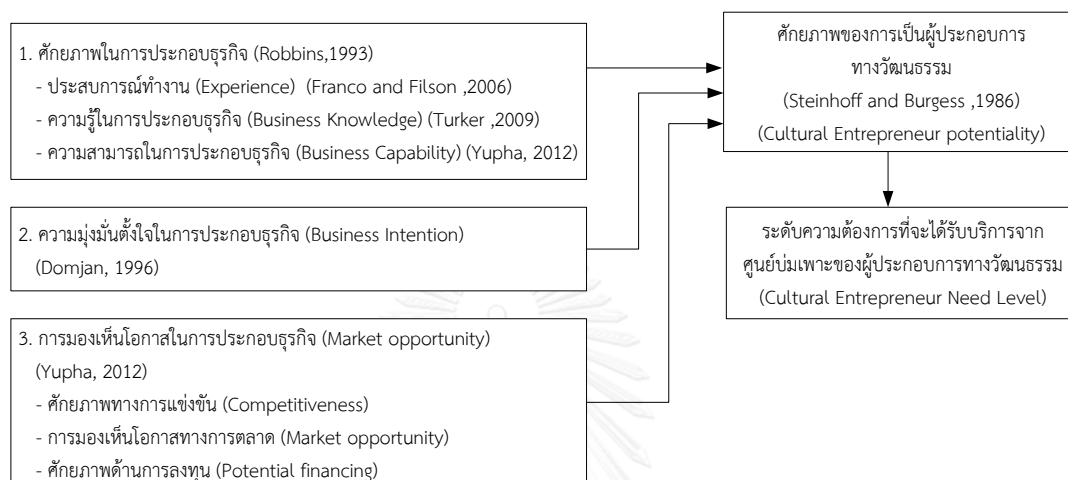 1. ศักยภาพในการประกอบธุรกิจ (Robbins,1993)
- ประสบการณ์ทำงาน (Experience) (Franco and Filson ,2006)
- ความรู้ในการประกอบธุรกิจ (Business Knowledge) (Turker ,2009)
- ความสามารถในการประกอบธุรกิจ (Business Capability) (Yupha, 2012)
2. ความมุ่งมั่นตั้งใจในการประกอบธุรกิจ (Business Intention)
(Domjan, 1996)
3. การมองเห็นโอกาสในการประกอบธุรกิจ (Market opportunity)
(Yupha, 2012)
- ศักยภาพทางการแข่งขัน (Competitiveness)
- การมองเห็นโอกาสทางการตลาด (Market opportunity)
- ศักยภาพด้านการลงทุน (Potential financing)
ศักยภาพของการเป็นผู้ประกอบการ
ทางวัฒนธรรม
(Steinhoff and Burgess ,1986)
(Cultural Entrepreneur potentiality)
ระดับความต้องการที่จะได้รับบริการจาก
ศูนย์บ่มเพาะของผู้ประกอบการทางวัฒนธรรม
(Cultural Entrepreneur Need Level)